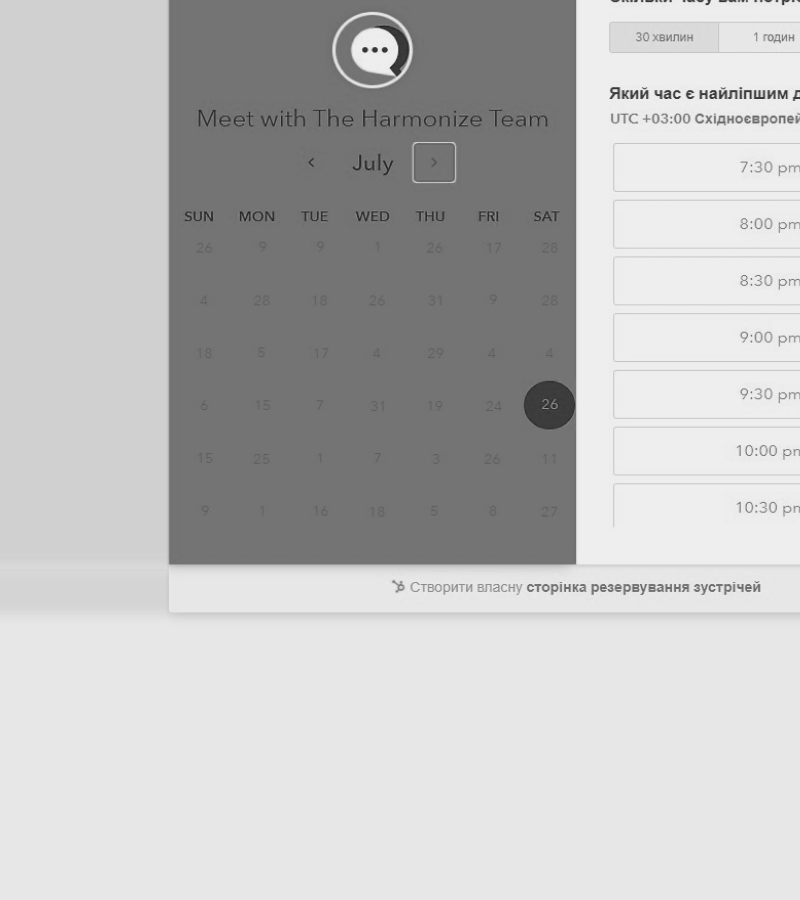 30 хвилин
1 годин
Meet with The Harmonize Team
Який час є найліпшим
UTC +03:00 Східноєвропей
July
7:30 pm
8:00 pm
8:30 pm
9:00 pm
9:30 pm
10:00 pm
10:30 pm
SUN MON TUE WED THU FRI SAT
26 9 9 1 26 17 28
4 28 18 26 31 9 28
18 5 17 4 29 4 4
6 15 7 31 19 24 26
15 25 1 7 3 26 11
9 1 16 18 5 8 27
Створити власну сторінка резервування зустрічей